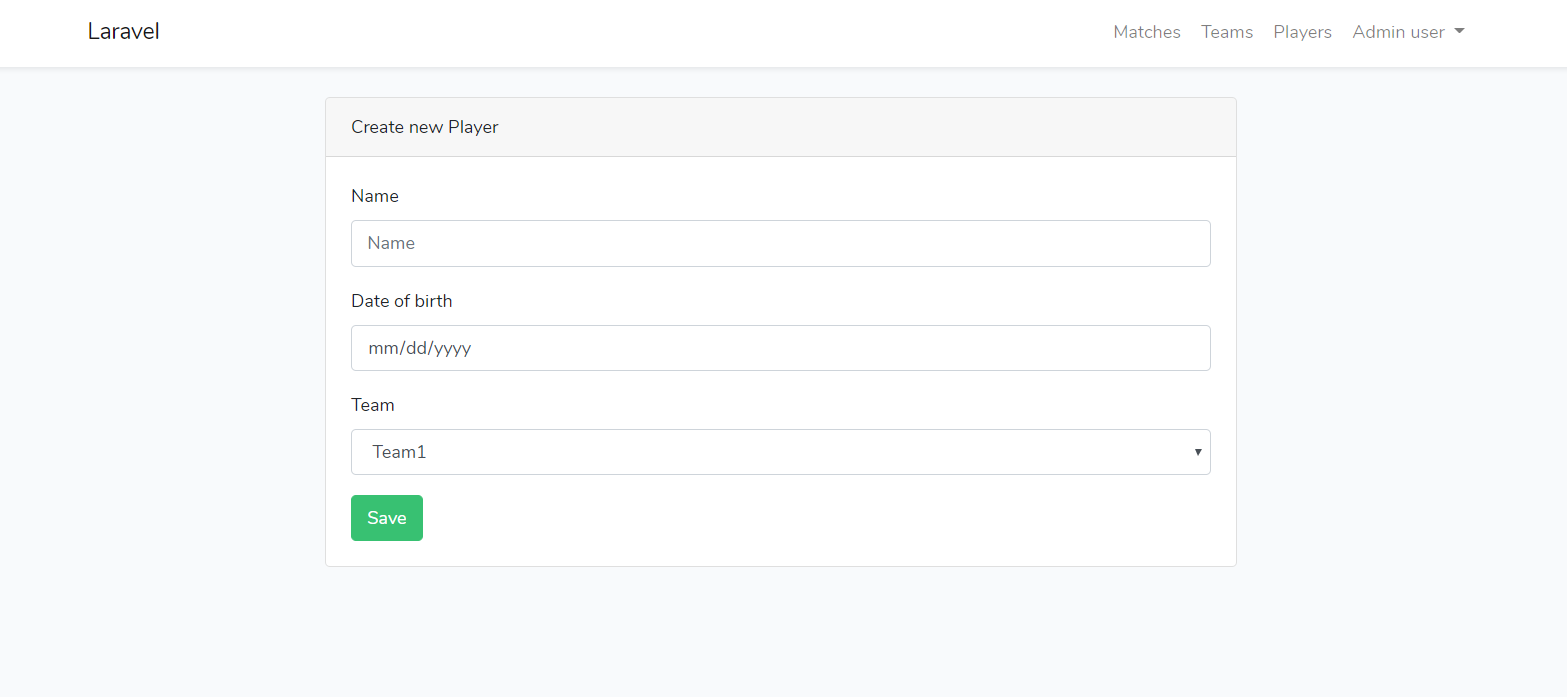 Laravel
Matches Teams Players Admin user
Create new Player
Name
Name
Date of birth
mm/dd/yyyy
Team
Team1
Save